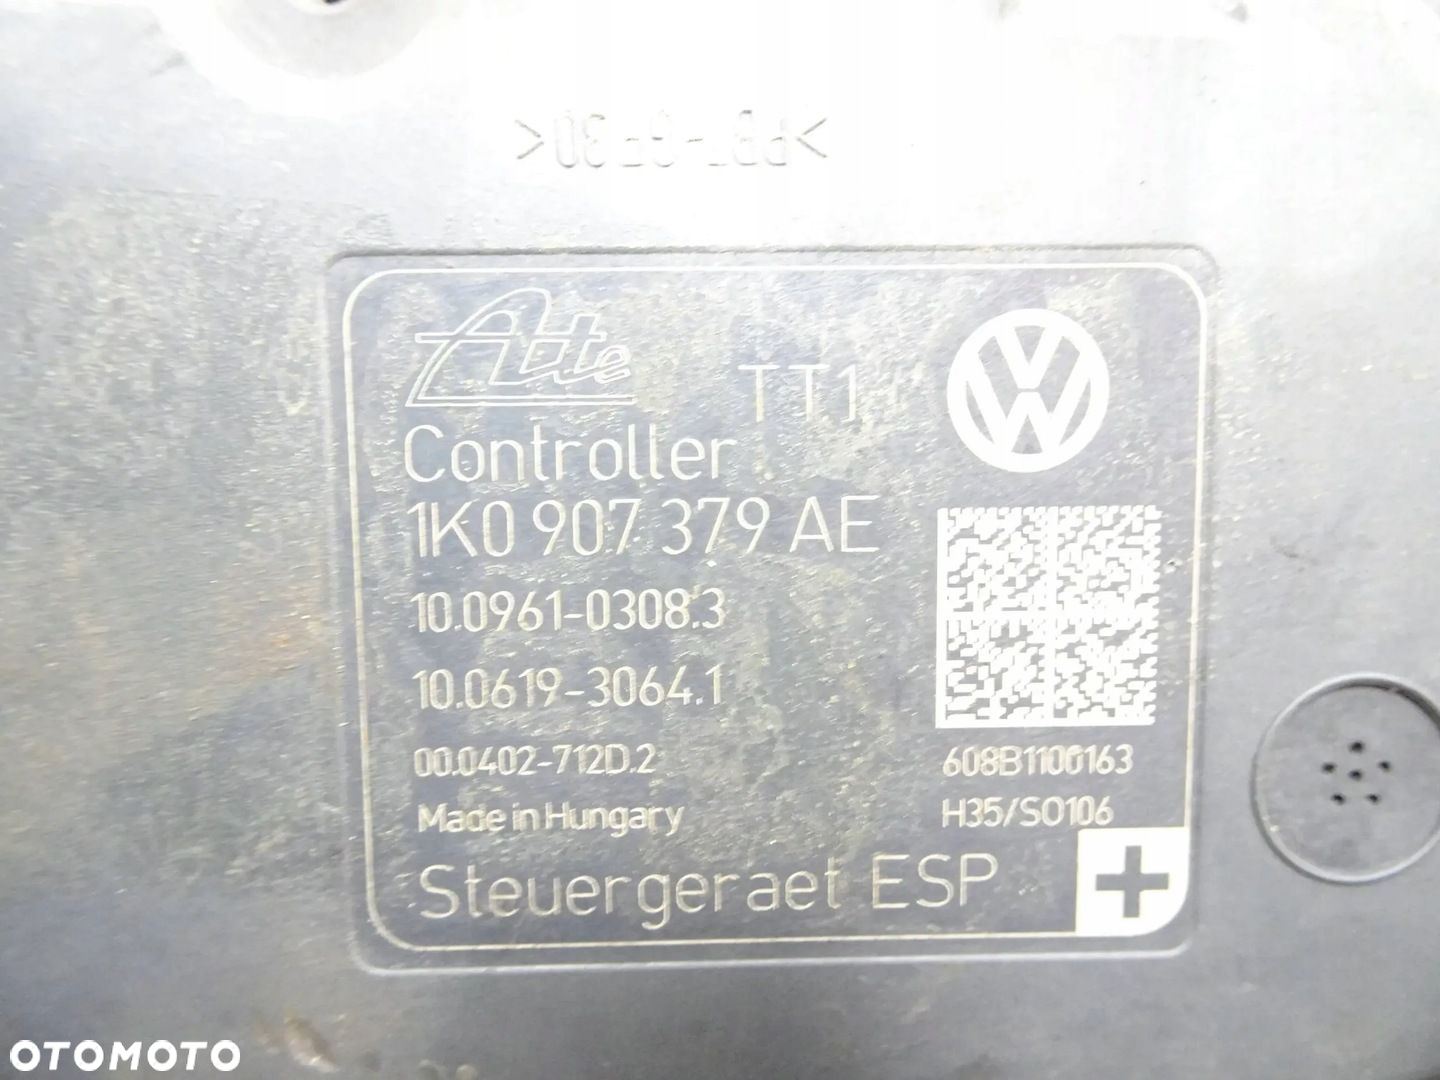 >PBT-GF30<
Ate
TT1
Controller
1K0 907 379 AE
10.0961-0308.3
10.0619-3064.1
00.0402-712D.2
608B1100163
Made in Hungary
H35/SO106
Steuergeraet ESP
OTOMOTO